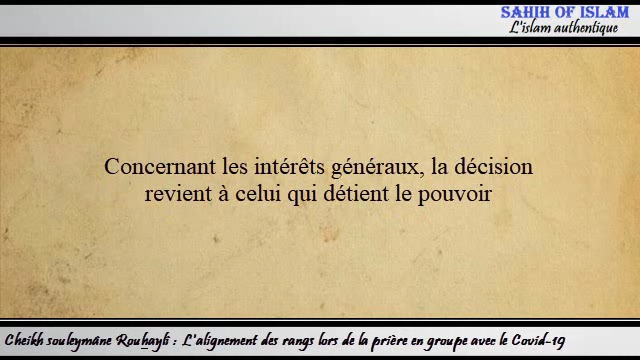 SAHIH OF ISLAM
L'islam authentique
Concernant les intérêts généraux, la décision
revient à celui qui détient le pouvoir
Cheikh souleymâne Rouhayli : L'alignement des rangs lors de la prière en groupe avec le Covid-19